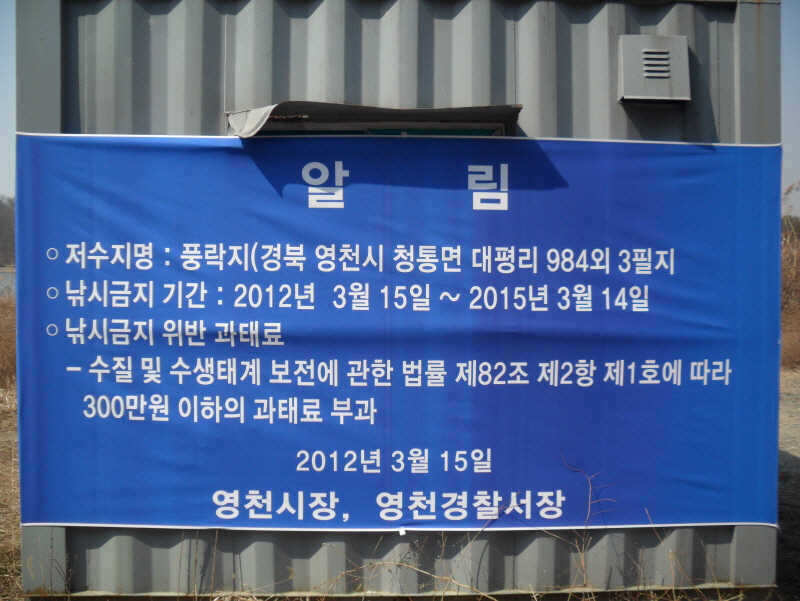 알 림
○ 저수지명 : 풍락지(경북 영천시 청통면 대평리 984외 3필지
○ 낚시금지 기간 : 2012년 3월 15일 ~ 2015년 3월 14일
○ 낚시금지 위반 과태료
- 수질 및 수생태계 보전에 관한 법률 제82조 제2항 제1호에 따라
300만원 이하의 과태료 부과
2012년 3월 15일
영천시장, 영천경찰서장